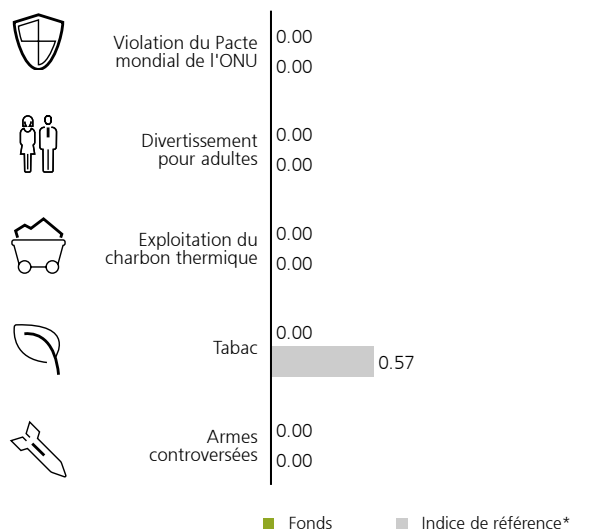 Violation du Pacte
mondial de l'ONU
0.00
0.00
Divertissement
pour adultes
0.00
0.00
Exploitation du
charbon thermique
0.00
0.00
Tabac
0.00
0.57
Armes
controversées
0.00
0.00
Fonds
Indice de référence*